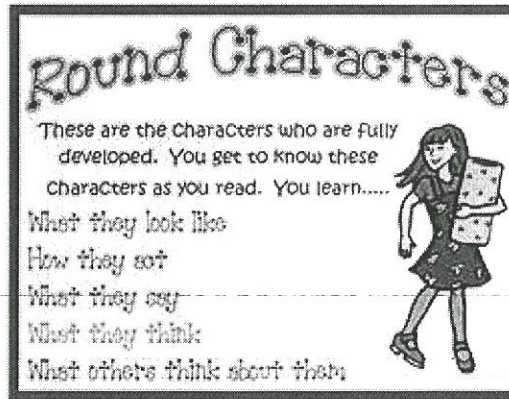 Round Characters
These are the Characters who are fully
developed. You get to know these
Characters as you read. You learn.....
What they look like
How they act
What they say
What they think
What others think about them